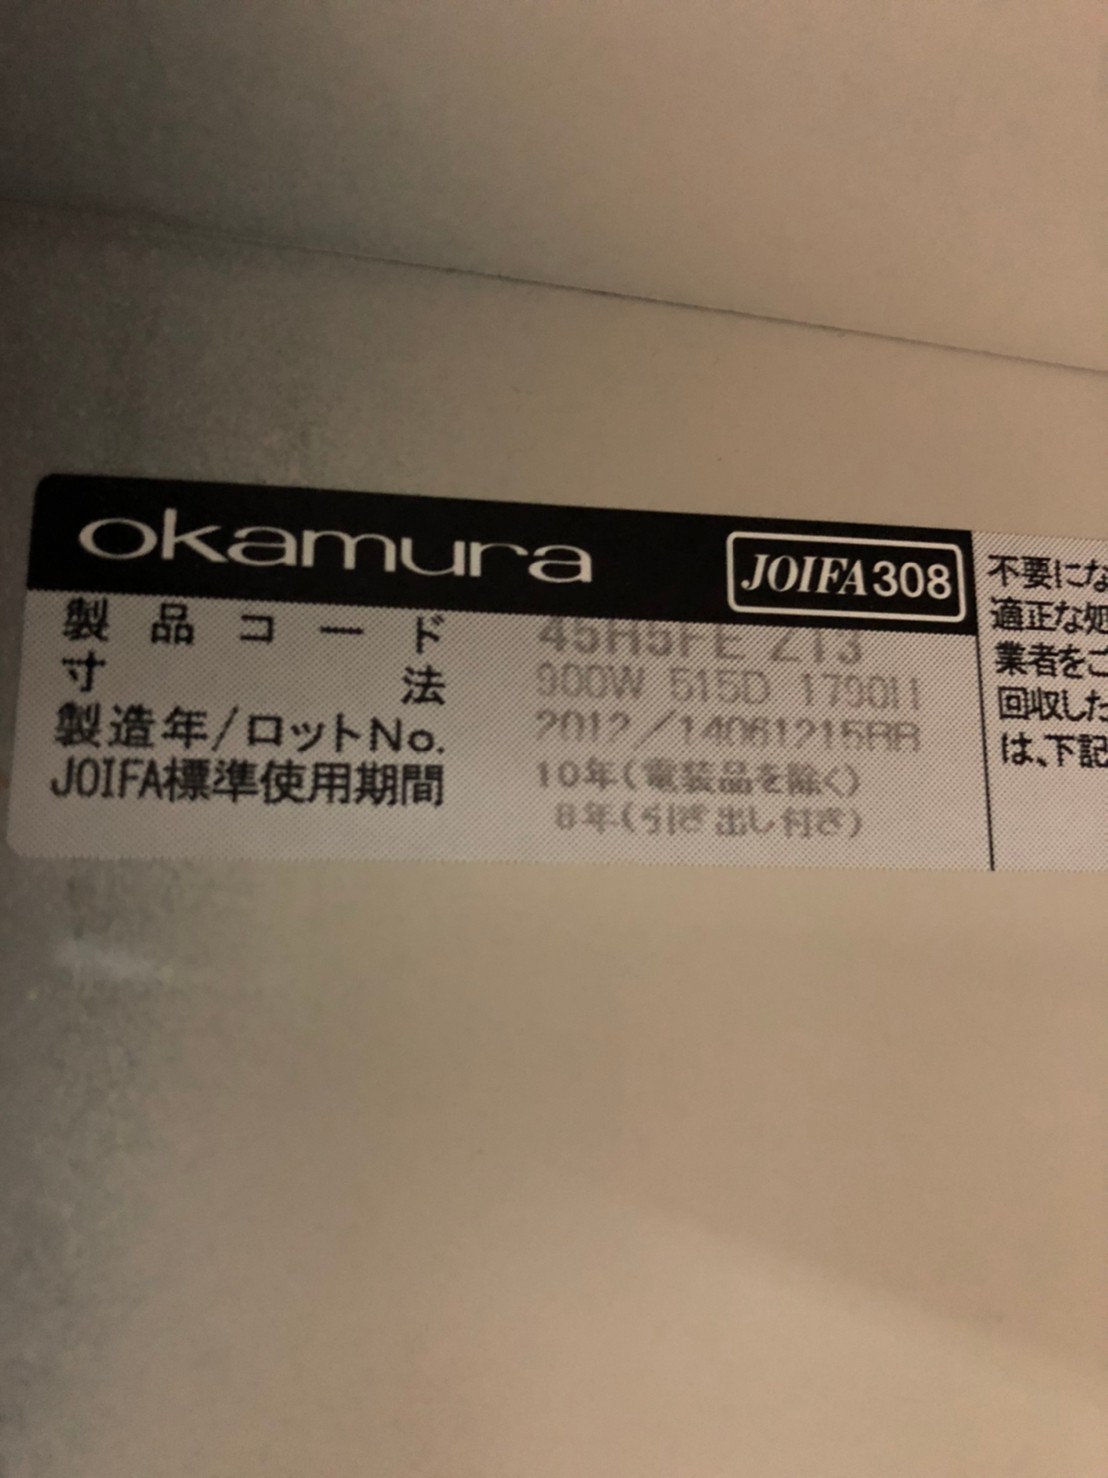 okamura
JOIFA308
製品コード 45H5FE ZT3
寸法 900W 515D 1790H
製造年/ロットNo. 2012/14061215RR
JOIFA標準使用期間 10年(電装品を除く)
8年(引き出し付き)
不要にな
適正な処
業者をご
回収した
は、下記